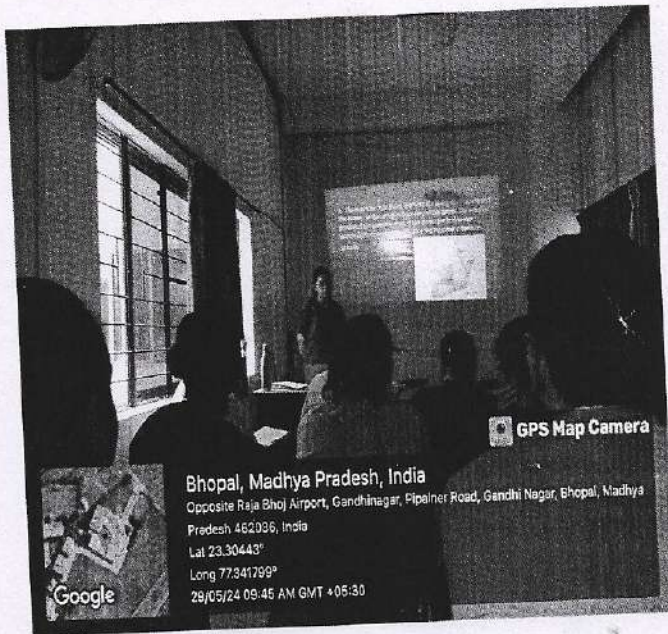 GPS Map Camera
Bhopal, Madhya Pradesh, India
Opposite Raja Bhoj Airport, Gandhinagar, Pipalner Road, Gandhi Nagar, Bhopal, Madhya
Pradesh 462036, India
Lat 23.30443°
Long 77.341799°
29/05/24 09:45 AM GMT +05:30
Google